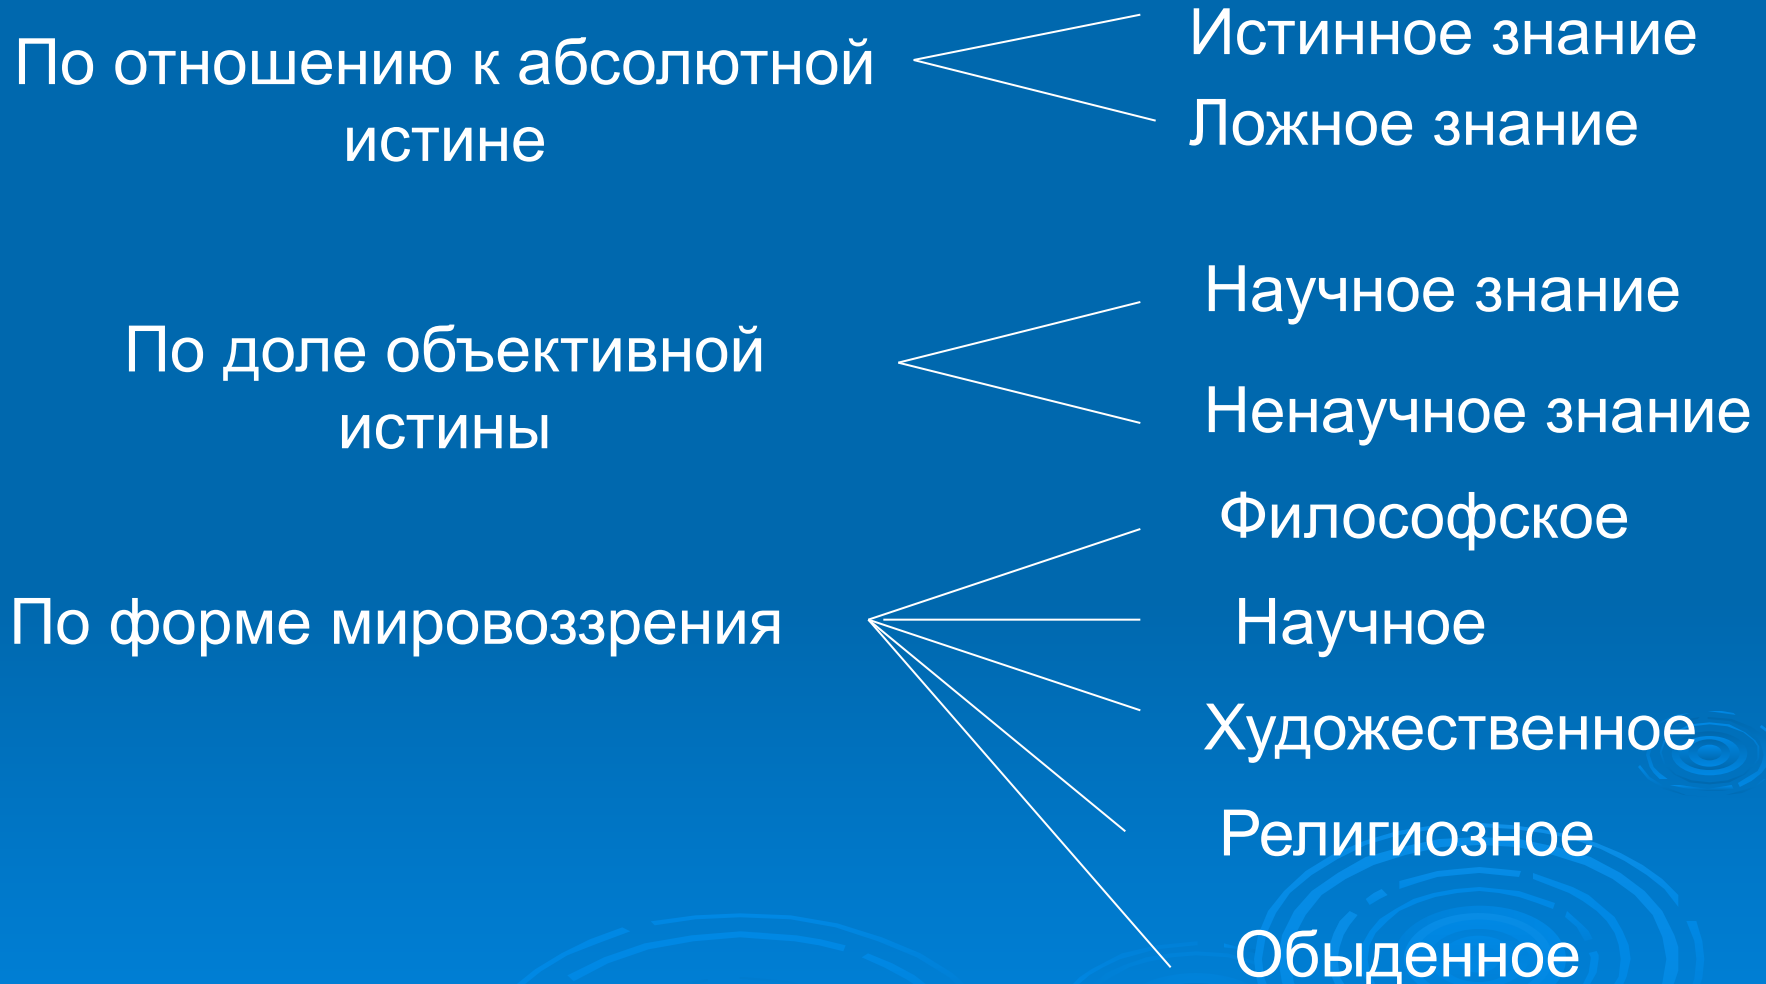 По отношению к абсолютной
истине
Истинное знание
Ложное знание
По доле объективной
истины
Научное знание
Ненаучное знание
По форме мировоззрения
Философское
Научное
Художественное
Религиозное
Обыденное